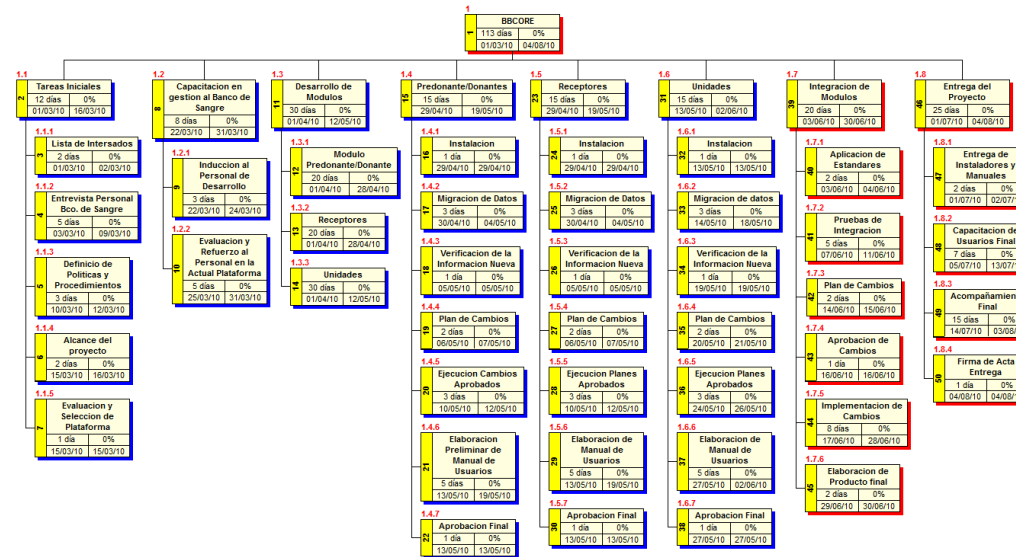 1
BBCORE
1
113 días 0%
01/03/10 04/08/10
1.1
Tareas Iniciales
2
12 días 0%
01/03/10 16/03/10
1.1.1
Lista de Intersados
3
2 días 0%
01/03/10 02/03/10
1.1.2
Entrevista Personal
Bco. de Sangre
4
5 días 0%
03/03/10 09/03/10
1.1.3
Definicio de
Politicas y
Procedimientos
5
3 días 0%
10/03/10 12/03/10
1.1.4
Alcance del
proyecto
6
2 días 0%
15/03/10 16/03/10
1.1.5
Evaluacion y
Seleccion de
Plataforma
7
1 día 0%
15/03/10 15/03/10
1.2
Capacitacion en
gestion al Banco de
Sangre
8
8 días 0%
22/03/10 31/03/10
1.2.1
Induccion al
Personal de
Desarrollo
9
3 días 0%
22/03/10 24/03/10
1.2.2
Evaluacion y
Refuerzo al
Personal en la
Actual Plataforma
10
5 días 0%
25/03/10 31/03/10
1.3
Desarrollo de
Modulos
11
30 días 0%
01/04/10 12/05/10
1.3.1
Modulo
Predonante/Donante
12
20 días 0%
01/04/10 28/04/10
1.3.2
Receptores
13
20 días 0%
01/04/10 28/04/10
1.3.3
Unidades
14
30 días 0%
01/04/10 12/05/10
1.4
Predonante/Donantes
15
15 días 0%
29/04/10 19/05/10
1.4.1
Instalacion
16
1 día 0%
29/04/10 29/04/10
1.4.2
Migracion de Datos
17
3 días 0%
30/04/10 04/05/10
1.4.3
Verificacion de la
Informacion Nueva
18
1 día 0%
05/05/10 05/05/10
1.4.4
Plan de Cambios
19
2 días 0%
06/05/10 07/05/10
1.4.5
Ejecucion Cambios
Aprobados
20
3 días 0%
10/05/10 12/05/10
1.4.6
Elaboracion
Preliminar de
Manual de
Usuarios
21
5 días 0%
13/05/10 19/05/10
1.4.7
Aprobacion Final
22
1 día 0%
13/05/10 13/05/10
1.5
Receptores
23
15 días 0%
29/04/10 19/05/10
1.5.1
Instalacion
24
1 día 0%
29/04/10 29/04/10
1.5.2
Migracion de Datos
25
3 días 0%
30/04/10 04/05/10
1.5.3
Verificacion de la
Informacion Nueva
26
1 día 0%
05/05/10 05/05/10
1.5.4
Plan de Cambios
27
2 días 0%
06/05/10 07/05/10
1.5.5
Ejecucion Planes
Aprobados
28
3 días 0%
10/05/10 12/05/10
1.5.6
Elaboracion de
Manual de
Usuarios
29
5 días 0%
13/05/10 19/05/10
1.5.7
Aprobacion Final
30
1 día 0%
13/05/10 13/05/10
1.6
Unidades
31
15 días 0%
13/05/10 02/06/10
1.6.1
Instalacion
32
1 día 0%
13/05/10 13/05/10
1.6.2
Migracion de datos
33
3 días 0%
14/05/10 18/05/10
1.6.3
Verificacion de la
Informacion Nueva
34
1 día 0%
19/05/10 19/05/10
1.6.4
Plan de Cambios
35
2 días 0%
20/05/10 21/05/10
1.6.5
Ejecucion Planes
Aprobados
36
3 días 0%
24/05/10 26/05/10
1.6.6
Elaboracion de
Manual de
Usuarios
37
5 días 0%
27/05/10 02/06/10
1.6.7
Aprobacion Final
38
1 día 0%
27/05/10 27/05/10
1.7
Integracion de
Modulos
39
20 días 0%
03/06/10 30/06/10
1.7.1
Aplicacion de
Estandares
40
2 días 0%
03/06/10 04/06/10
1.7.2
Pruebas de
Integracion
41
5 días 0%
07/06/10 11/06/10
1.7.3
Plan de Cambios
42
2 días 0%
14/06/10 15/06/10
1.7.4
Aprobacion de
Cambios
43
1 día 0%
16/06/10 16/06/10
1.7.5
Implementacion de
Cambios
44
8 días 0%
17/06/10 28/06/10
1.7.6
Elaboracion de
Producto final
45
2 días 0%
29/06/10 30/06/10
1.8
Entrega del
Proyecto
46
25 días 0%
01/07/10 04/08/10
1.8.1
Entrega de
Instaladores y
Manuales
47
2 días 0%
01/07/10 02/07/1
1.8.2
Capacitacion de
Usuarios Final
48
7 días 0%
05/07/10 13/07/1
1.8.3
Acompañamien
Final
49
15 días 0%
14/07/10 03/08/1
1.8.4
Firma de Acta
Entrega
50
1 día 0%
04/08/10 04/08/1